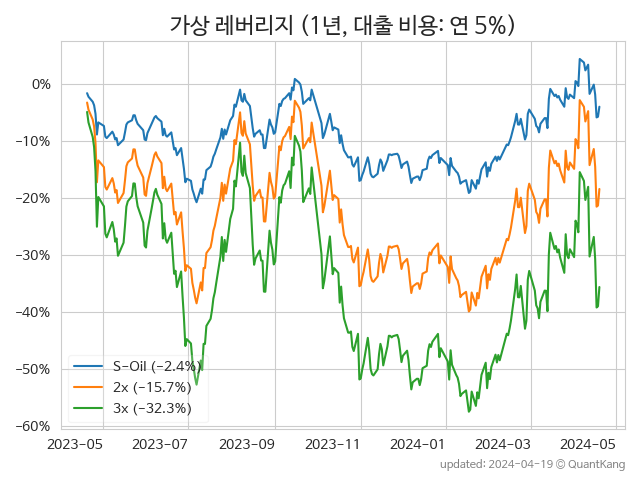 가상 레버리지 (1년, 대출 비용: 연 5%)
0%
−10%
−20%
−30%
−40%
−50%
−60%
S-Oil (−2.4%)
2x (−15.7%)
3x (−32.3%)
2023-05 2023-07 2023-09 2023-11 2024-01 2024-03 2024-05
updated: 2024-04-19 © QuantKang